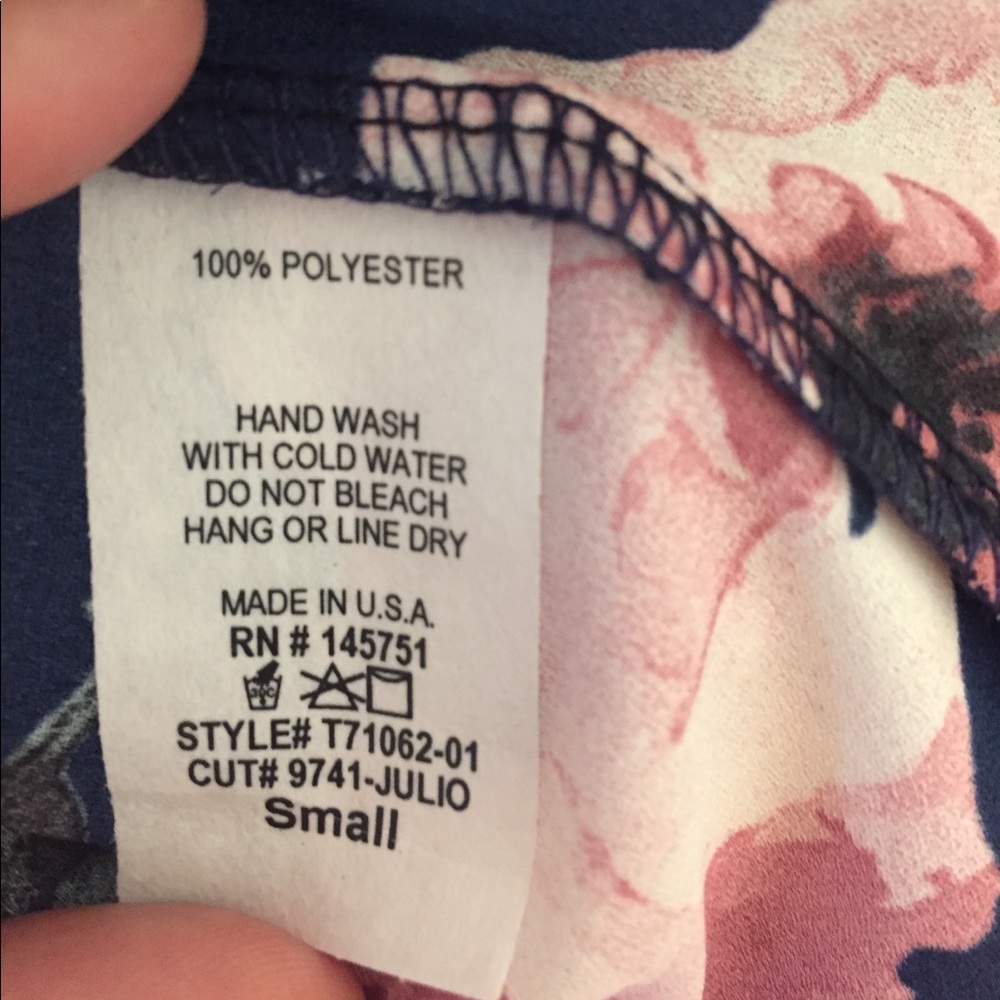 100% POLYESTER
HAND WASH
WITH COLD WATER
DO NOT BLEACH
HANG OR LINE DRY
MADE IN U.S.A.
RN # 145751
30C
STYLE# T71062-01
CUT# 9741-JULIO
Small